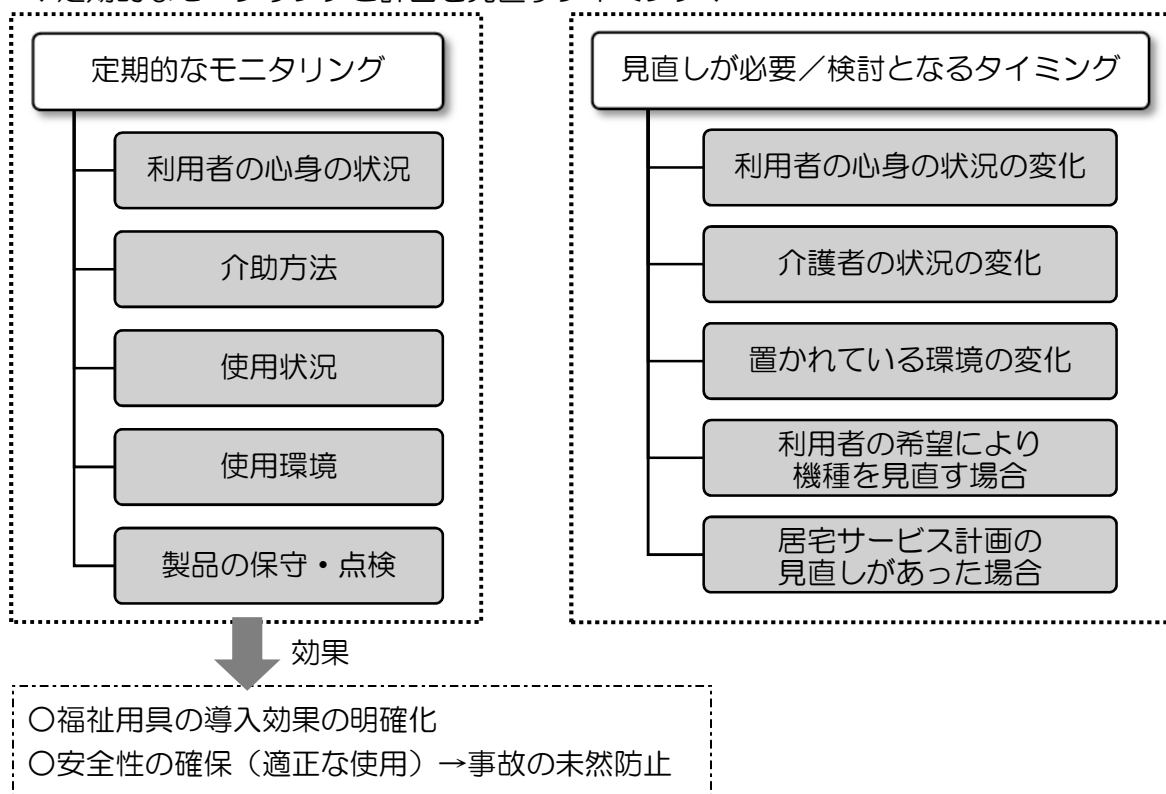 定期的なモニタリング
利用者の心身の状況
介助方法
使用状況
使用環境
製品の保守・点検
見直しが必要／検討となるタイミング
利用者の心身の状況の変化
介護者の状況の変化
置かれている環境の変化
利用者の希望により
機種を見直す場合
居宅サービス計画の
見直しがあった場合
効果
〇福祉用具の導入効果の明確化
〇安全性の確保（適正な使用）→事故の未然防止